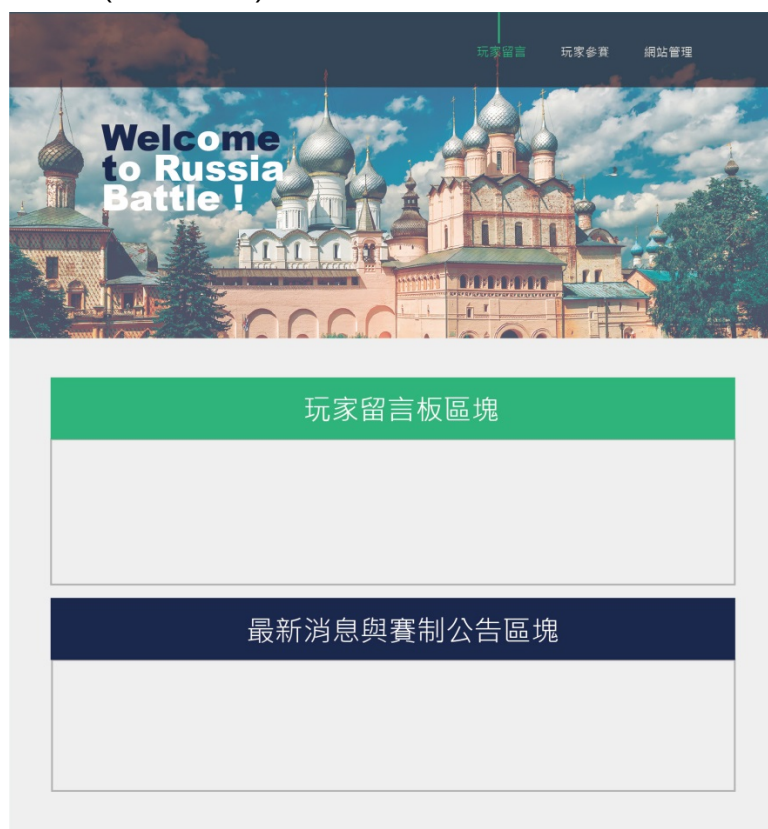 玩家留言 玩家參賽 網站管理
Welcome
to Russia
Battle !
玩家留言板區塊
最新消息與賽制公告區塊